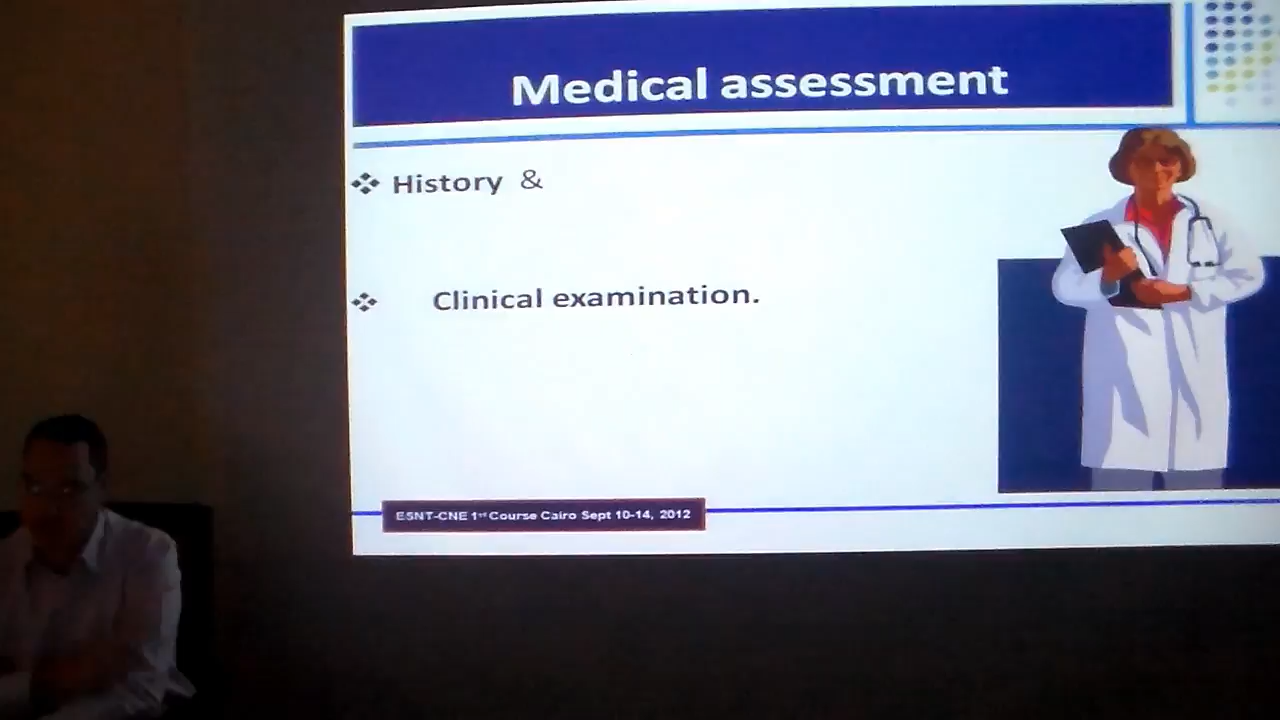 Medical assessment
❖ History &
❖ Clinical examination.
ESNT-CNE 1st Course Cairo Sept 10-14, 2012